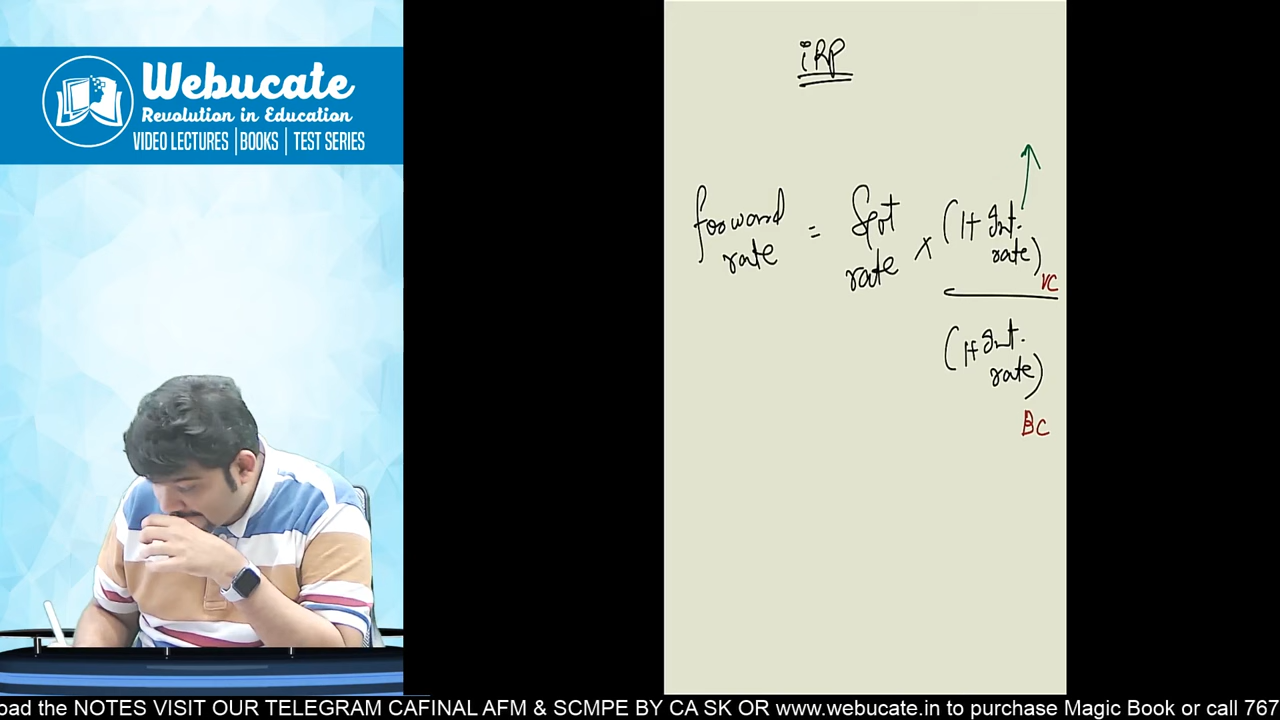 Webucate
Revolution in Education
VIDEO LECTURES | BOOKS | TEST SERIES
iRP
forward rate = Spot rate × (1+ Int. rate) VC
(1+ Int. rate) BC
oad the NOTES VISIT OUR TELEGRAM CAFINAL AFM & SCMPE BY CA SK OR www.webucate.in to purchase Magic Book or call 767